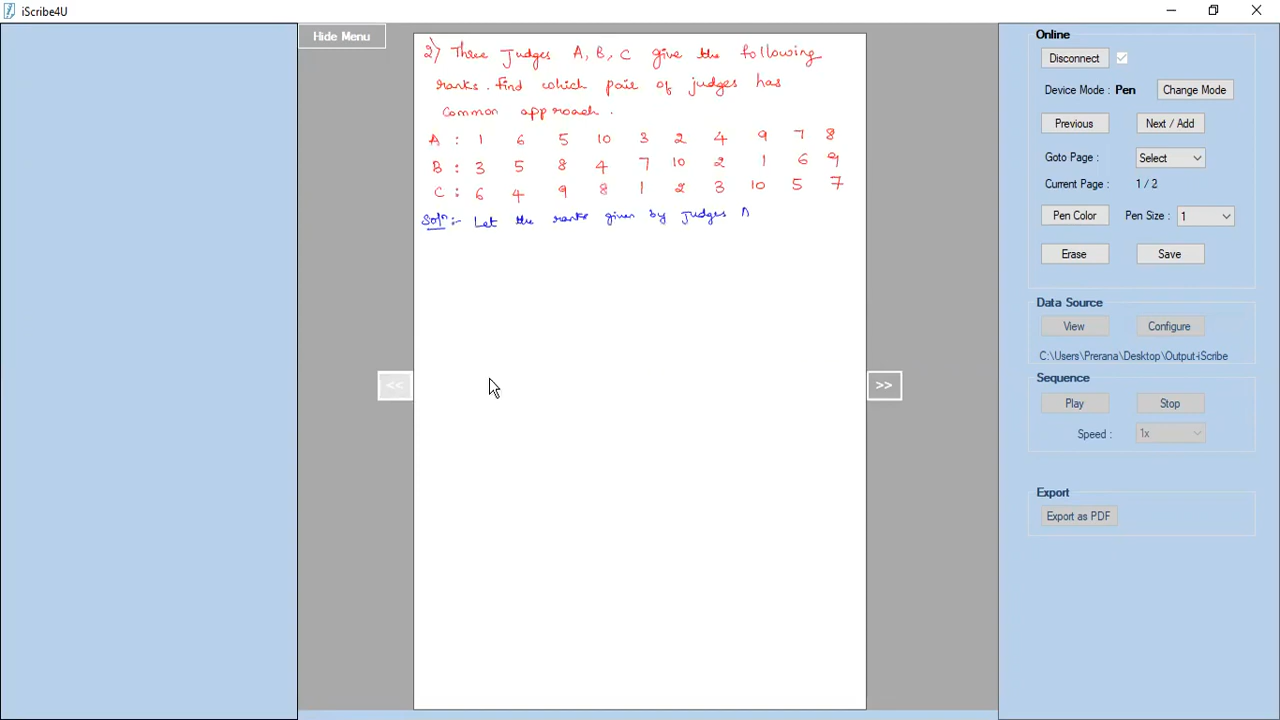 iScribe4U
Hide Menu
2) Three Judges A, B, C give the following
ranks. Find which pair of judges has
common approach.
A : 1 6 5 10 3 2 4 9 7 8
B : 3 5 8 4 7 10 2 1 6 9
C : 6 4 9 8 1 2 3 10 5 7
Soln :- Let the ranks given by judges A
<<
>>
Online
Disconnect
Device Mode : Pen Change Mode
Previous Next / Add
Goto Page : Select
Current Page : 1 / 2
Pen Color Pen Size : 1
Erase Save
Data Source
View Configure
C:\Users\Prerana\Desktop\Output-iScribe
Sequence
Play Stop
Speed : 1x
Export
Export as PDF